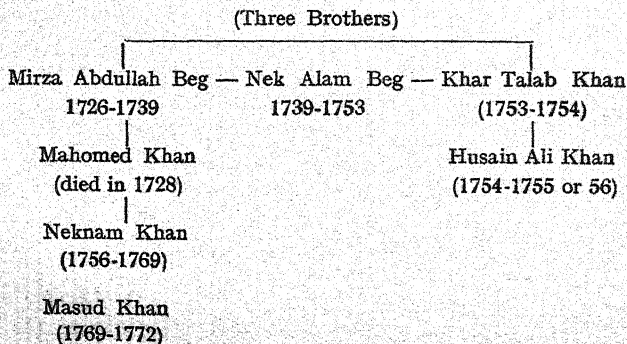 (Three Brothers)
Mirza Abdullah Beg — Nek Alam Beg — Khar Talab Khan
1726-1739 1739-1753 (1753-1754)
Mahomed Khan Husain Ali Khan
(died in 1728) (1754-1755 or 56)
Neknam Khan
(1756-1769)
Masud Khan
(1769-1772)